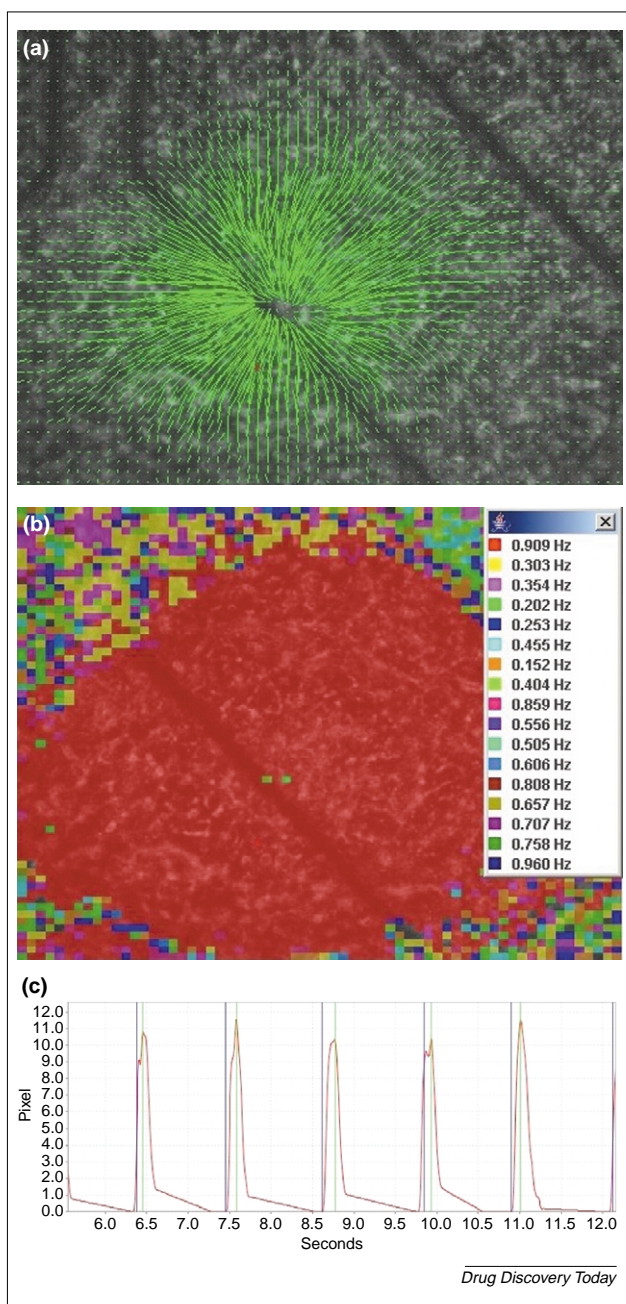 (a)
(b)
0.909 Hz
0.303 Hz
0.354 Hz
0.202 Hz
0.253 Hz
0.455 Hz
0.152 Hz
0.404 Hz
0.859 Hz
0.556 Hz
0.505 Hz
0.606 Hz
0.808 Hz
0.657 Hz
0.707 Hz
0.758 Hz
0.960 Hz
(c)
12.0
11.0
10.0
9.0
8.0
7.0
6.0
5.0
4.0
3.0
2.0
1.0
0.0
Pixel
6.0 6.5 7.0 7.5 8.0 8.5 9.0 9.5 10.0 10.5 11.0 11.5 12.0
Seconds
Drug Discovery Today